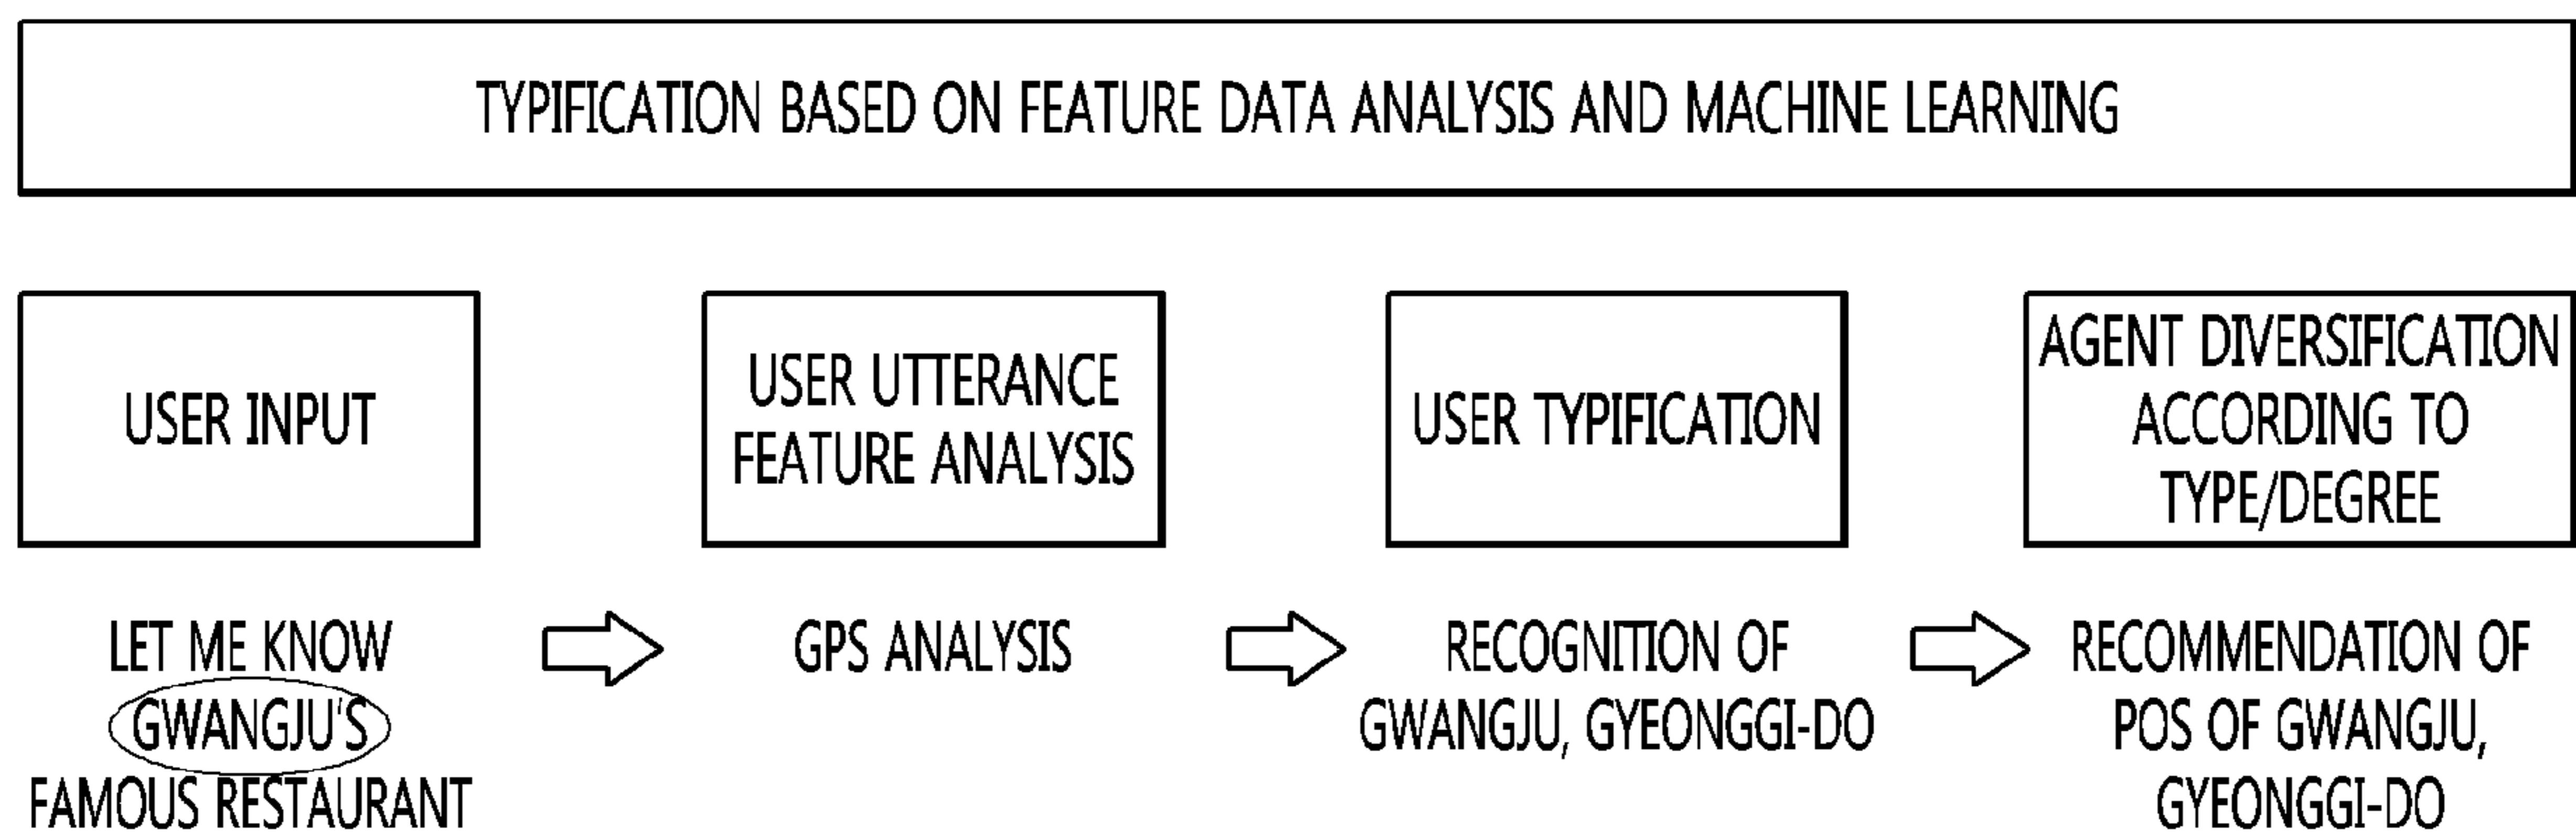 TYPIFICATION BASED ON FEATURE DATA ANALYSIS AND MACHINE LEARNING
USER INPUT
USER UTTERANCE
FEATURE ANALYSIS
USER TYPIFICATION
AGENT DIVERSIFICATION
ACCORDING TO
TYPE/DEGREE
LET ME KNOW
GWANGJU'S
FAMOUS RESTAURANT
GPS ANALYSIS
RECOGNITION OF
GWANGJU, GYEONGGI-DO
RECOMMENDATION OF
POS OF GWANGJU,
GYEONGGI-DO